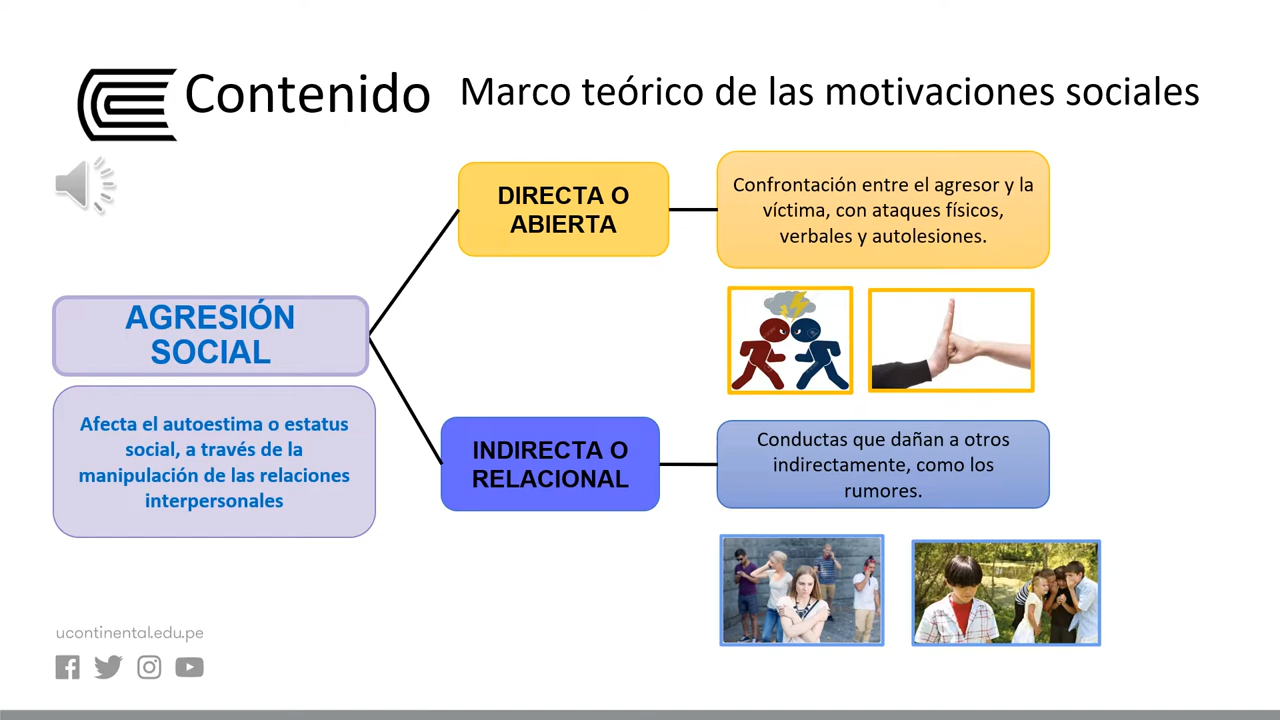 Contenido
Marco teórico de las motivaciones sociales
DIRECTA O
ABIERTA
Confrontación entre el agresor y la
víctima, con ataques físicos,
verbales y autolesiones.
AGRESIÓN
SOCIAL
Afecta el autoestima o estatus
social, a través de la
manipulación de las relaciones
interpersonales
INDIRECTA O
RELACIONAL
Conductas que dañan a otros
indirectamente, como los
rumores.
ucontinental.edu.pe